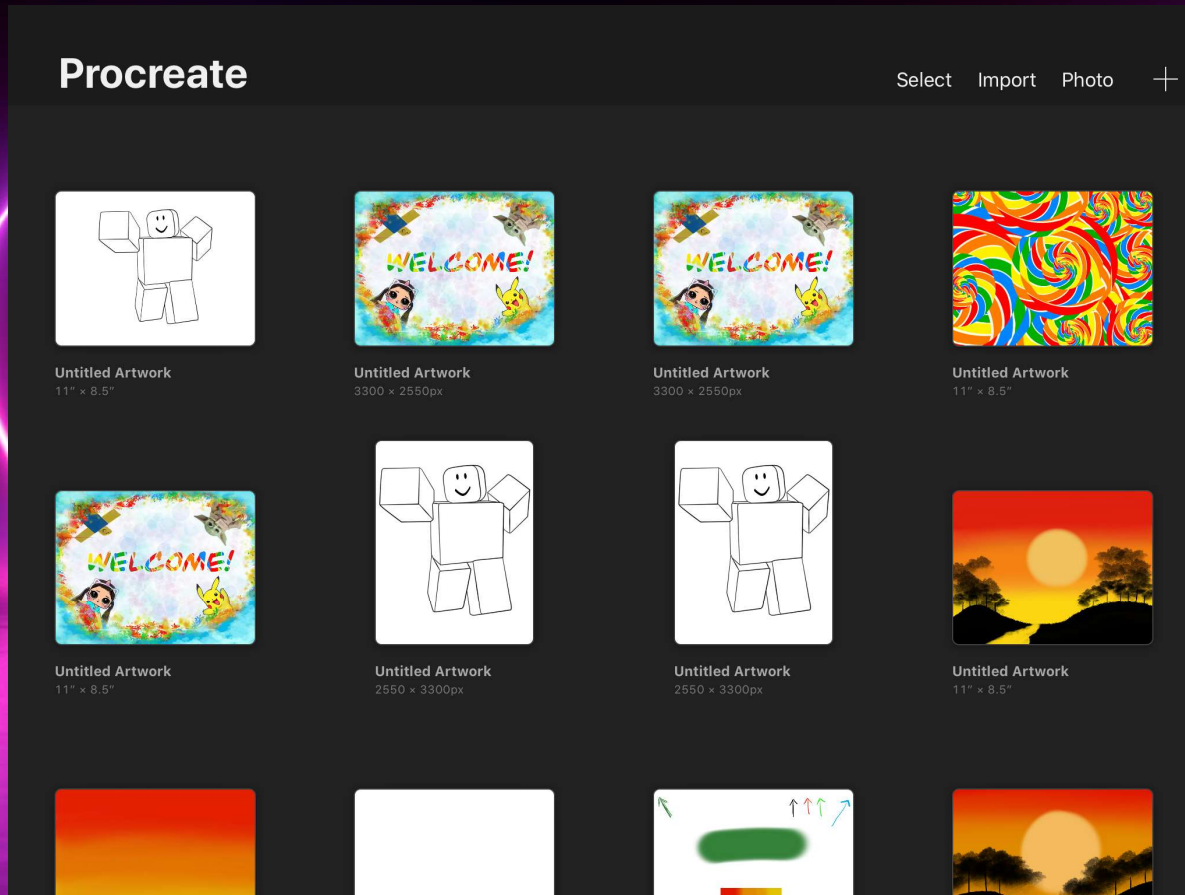 Procreate
Select Import Photo
WELCOME!
WELCOME!
Untitled Artwork
11" × 8.5"
Untitled Artwork
3300 × 2550px
Untitled Artwork
3300 × 2550px
Untitled Artwork
11" × 8.5"
WELCOME!
Untitled Artwork
11" × 8.5"
Untitled Artwork
2550 × 3300px
Untitled Artwork
2550 × 3300px
Untitled Artwork
11" × 8.5"